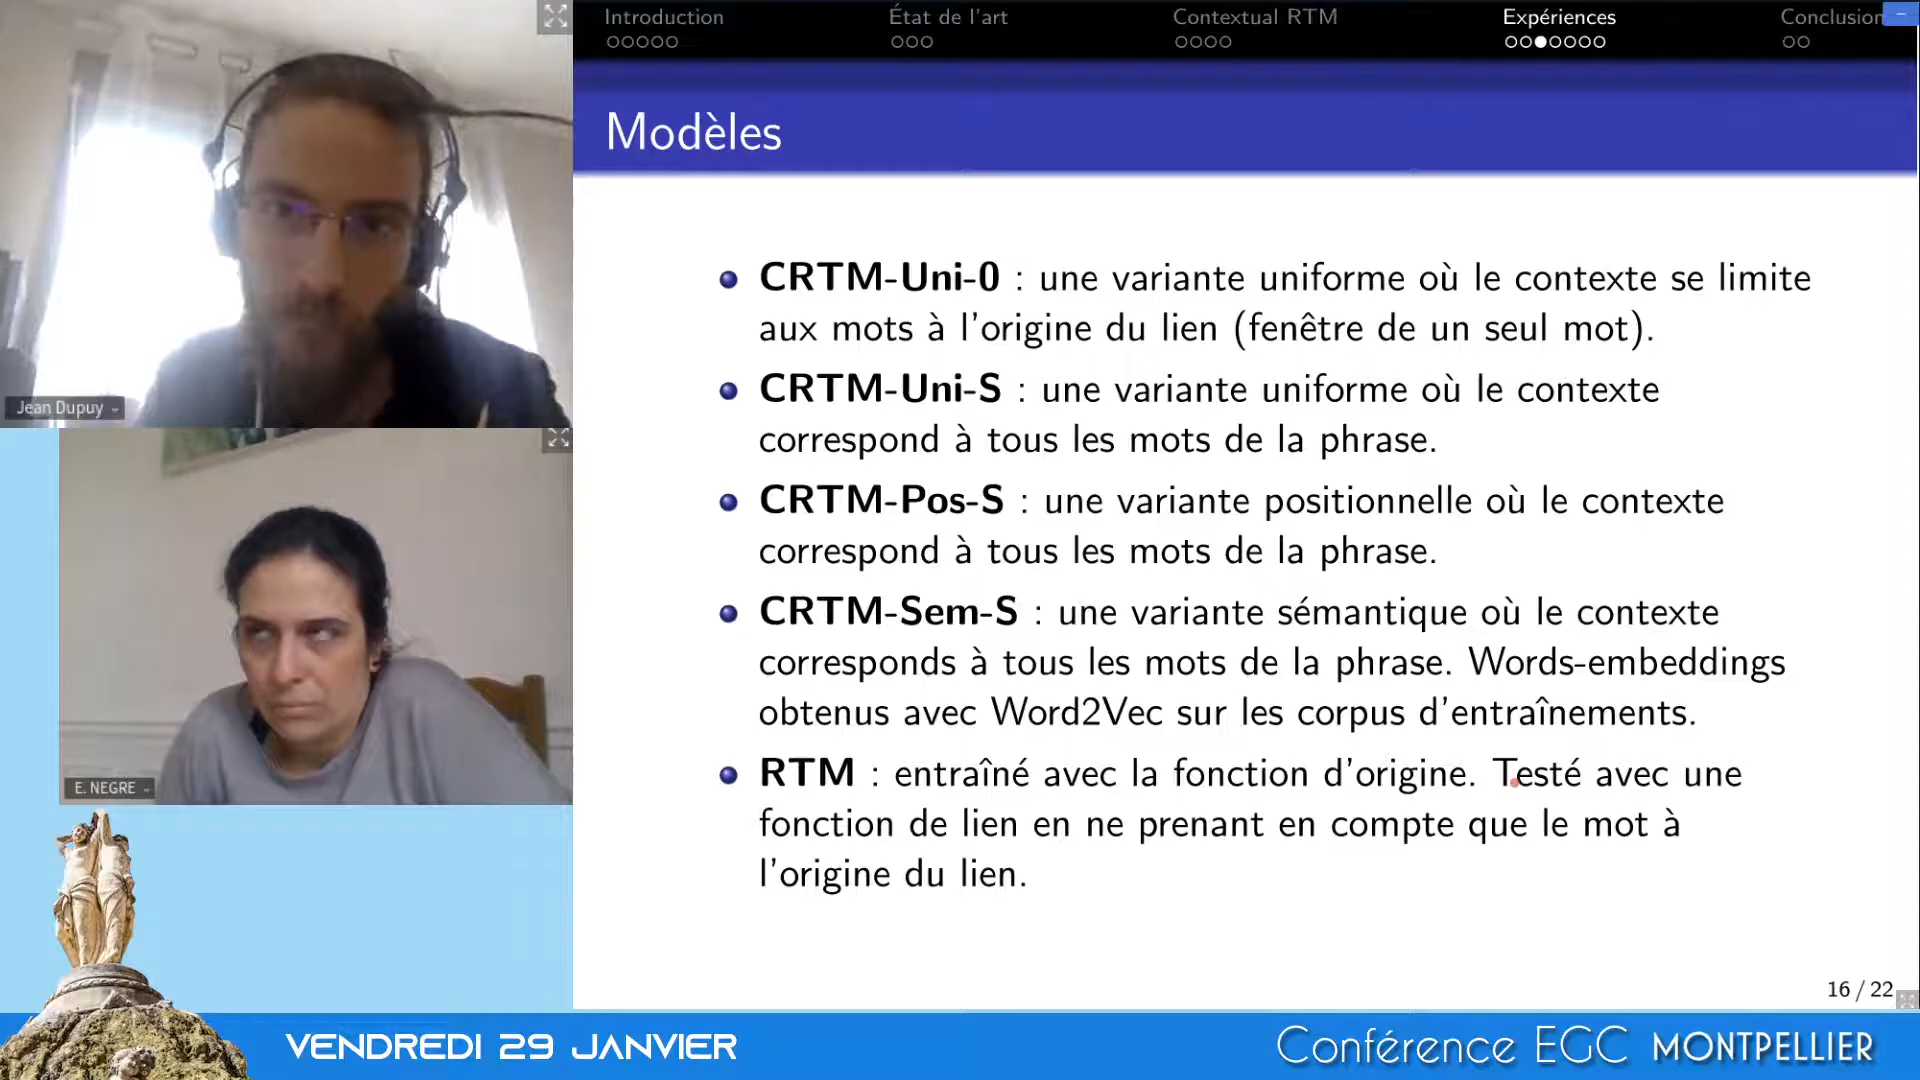 Introduction
État de l'art
Contextual RTM
Expériences
Conclusion
Modèles
CRTM-Uni-0 : une variante uniforme où le contexte se limite
aux mots à l'origine du lien (fenêtre de un seul mot).
CRTM-Uni-S : une variante uniforme où le contexte
correspond à tous les mots de la phrase.
CRTM-Pos-S : une variante positionnelle où le contexte
correspond à tous les mots de la phrase.
CRTM-Sem-S : une variante sémantique où le contexte
corresponds à tous les mots de la phrase. Words-embeddings
obtenus avec Word2Vec sur les corpus d'entraînements.
RTM : entraîné avec la fonction d'origine. Testé avec une
fonction de lien en ne prenant en compte que le mot à
l'origine du lien.
16 / 22
Jean Dupuy
E. NEGRE
VENDREDI 29 JANVIER
Conférence EGC MONTPELLIER